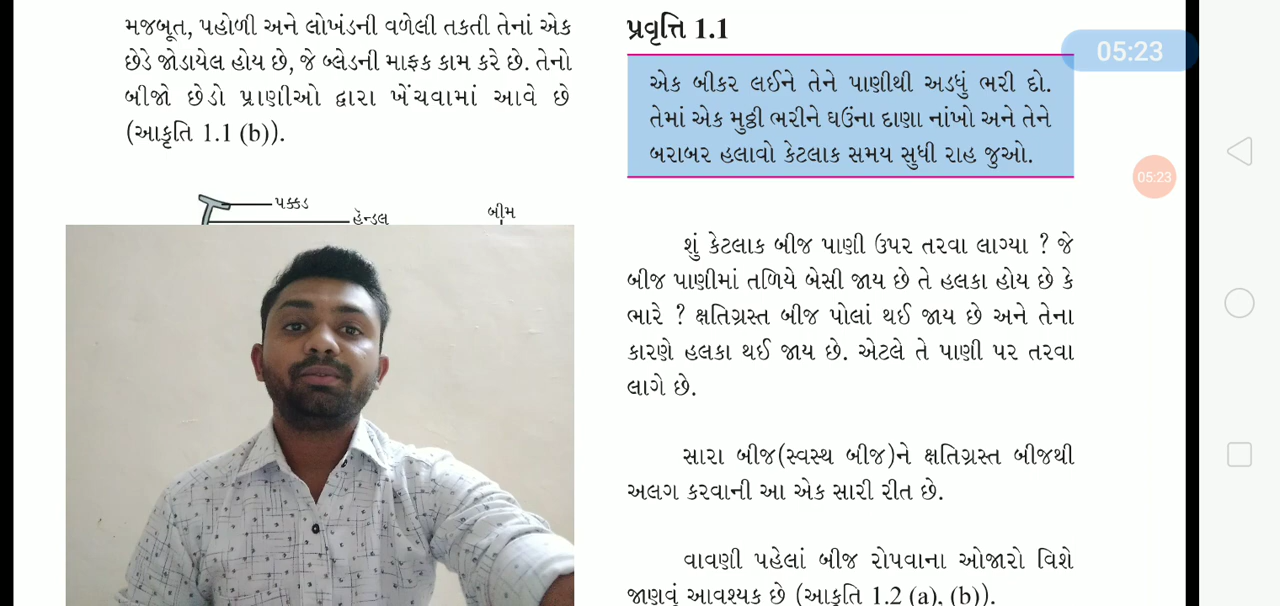 મજબૂત, પહોળી અને લોખંડની વળેલી તકતી તેનાં એક
છેડે જોડાયેલ હોય છે, જે બ્લેડની માફક કામ કરે છે. તેનો
બીજો છેડો પ્રાણીઓ દ્વારા ખેંચવામાં આવે છે
(આકૃતિ 1.1 (b)).
પક્કડ
હૅન્ડલ
બીમ
પ્રવૃત્તિ 1.1
એક બીકર લઈને તેને પાણીથી અડધું ભરી દો.
તેમાં એક મુઠ્ઠી ભરીને ઘઉંના દાણા નાંખો અને તેને
બરાબર હલાવો કેટલાક સમય સુધી રાહ જુઓ.
શું કેટલાક બીજ પાણી ઉપર તરવા લાગ્યા ? જે
બીજ પાણીમાં તળિયે બેસી જાય છે તે હલકા હોય છે કે
ભારે ? ક્ષતિગ્રસ્ત બીજ પોલાં થઈ જાય છે અને તેના
કારણે હલકા થઈ જાય છે. એટલે તે પાણી પર તરવા
લાગે છે.
સારા બીજ(સ્વસ્થ બીજ)ને ક્ષતિગ્રસ્ત બીજથી
અલગ કરવાની આ એક સારી રીત છે.
વાવણી પહેલાં બીજ રોપવાના ઓજારો વિશે
જાણવું આવશ્યક છે (આકૃતિ 1.2 (a), (b)).
05:23
05:23